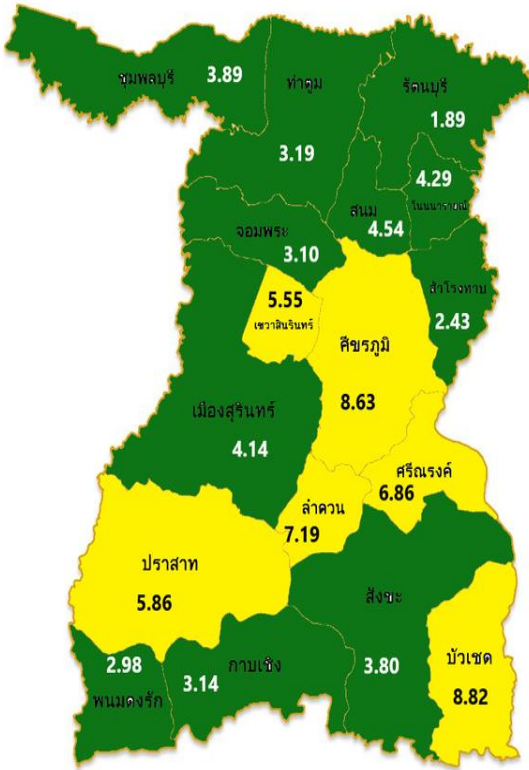 ชุมพลบุรี 3.89
ท่าตูม
3.19
รัตนบุรี
1.89
4.29
โนนนารายณ์
สนม
4.54
จอมพระ
3.10
สำโรงทาบ
2.43
5.55
เขวาสินรินทร์
ศีขรภูมิ
8.63
เมืองสุรินทร์
4.14
ศรีณรงค์
6.86
ลำดวน
7.19
ปราสาท
5.86
สังขะ
3.80
บัวเชด
8.82
กาบเชิง
3.14
2.98
พนมดงรัก